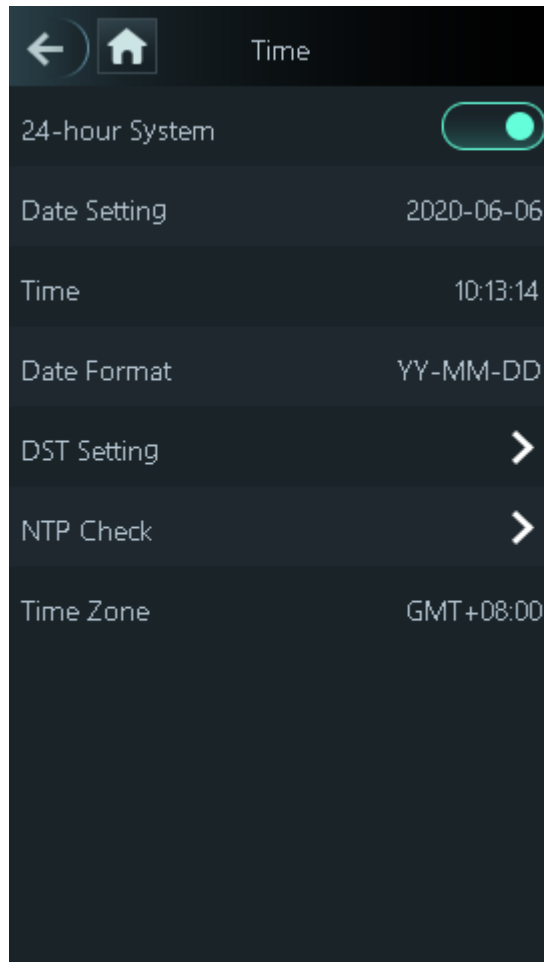 Time
24-hour System
Date Setting 2020-06-06
Time 10:13:14
Date Format YY-MM-DD
DST Setting
NTP Check
Time Zone GMT+08:00